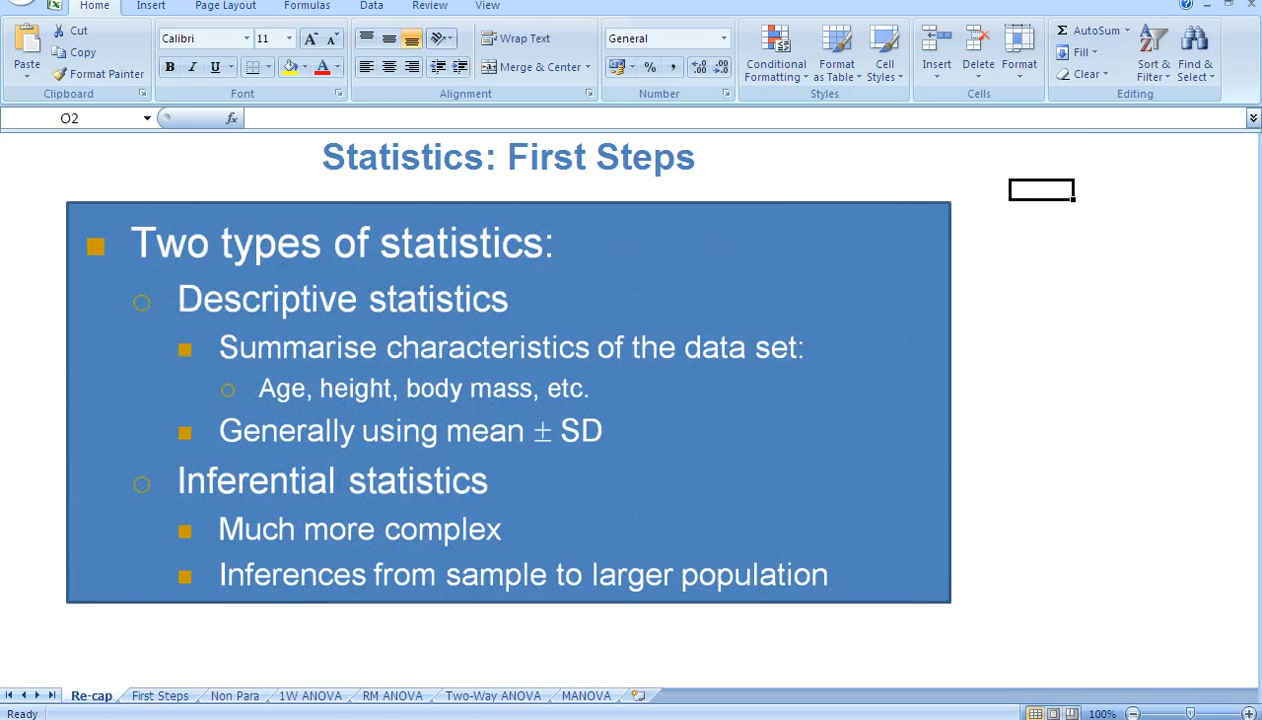 Home Insert Page Layout Formulas Data Review View
Cut
Copy
Format Painter
Paste
Clipboard
Calibri 11
B I U
Font
Wrap Text
Merge & Center
Alignment
General
Number
Conditional Formatting
Format as Table
Cell Styles
Styles
Insert Delete Format
Cells
Σ AutoSum
Fill
Clear
Sort & Filter
Find & Select
Editing
O2
fx
Statistics: First Steps
Two types of statistics:
Descriptive statistics
Summarise characteristics of the data set:
Age, height, body mass, etc.
Generally using mean ± SD
Inferential statistics
Much more complex
Inferences from sample to larger population
Re-cap First Steps Non Para 1W ANOVA RM ANOVA Two-Way ANOVA MANOVA
Ready
100%